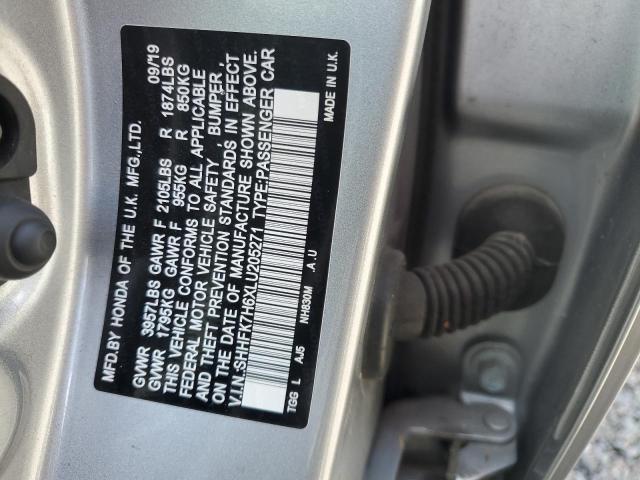 MFD.BY HONDA OF THE U.K. MFG.,LTD. 09/19
GVWR 3957LBS GAWR F 2105LBS R 1874LBS
GVWR 1795KG GAWR F 955KG R 850KG
THIS VEHICLE CONFORMS TO ALL APPLICABLE
FEDERAL MOTOR VEHICLE SAFETY , BUMPER ,
AND THEFT PREVENTION STANDARDS IN EFFECT
ON THE DATE OF MANUFACTURE SHOWN ABOVE.
V.I.N.:SHHFK7H6XLU205271 TYPE:PASSENGER CAR
TGG L AJ5 NH830M .A.U MADE IN U.K.